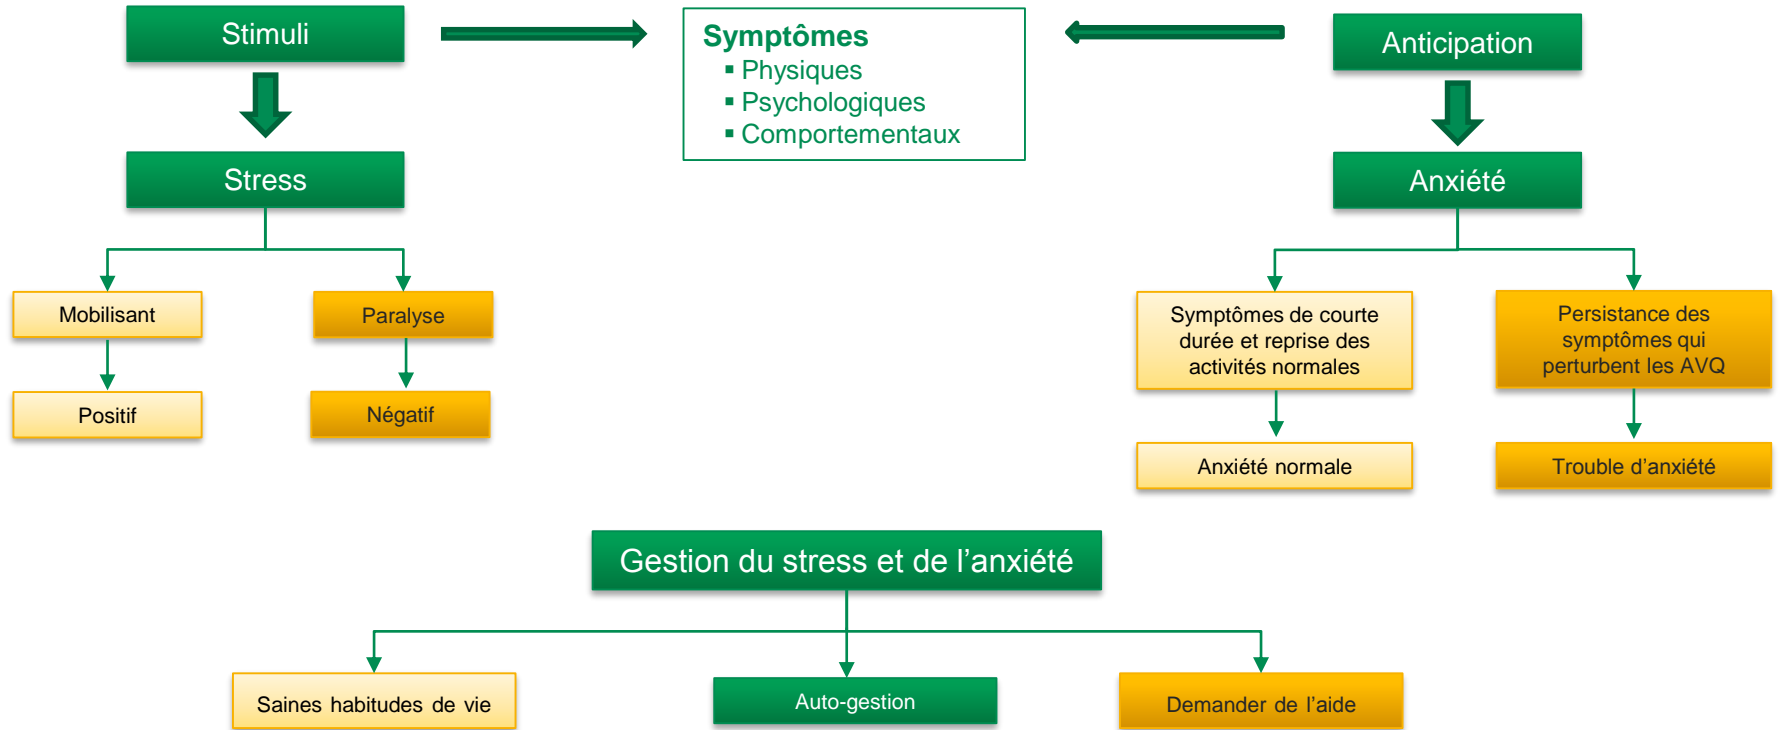 Stimuli
Symptômes
▪ Physiques
▪ Psychologiques
▪ Comportementaux
Anticipation
Stress
Anxiété
Mobilisant
Paralyse
Positif
Négatif
Symptômes de courte
durée et reprise des
activités normales
Persistance des
symptômes qui
perturbent les AVQ
Anxiété normale
Trouble d’anxiété
Gestion du stress et de l’anxiété
Saines habitudes de vie
Auto-gestion
Demander de l’aide